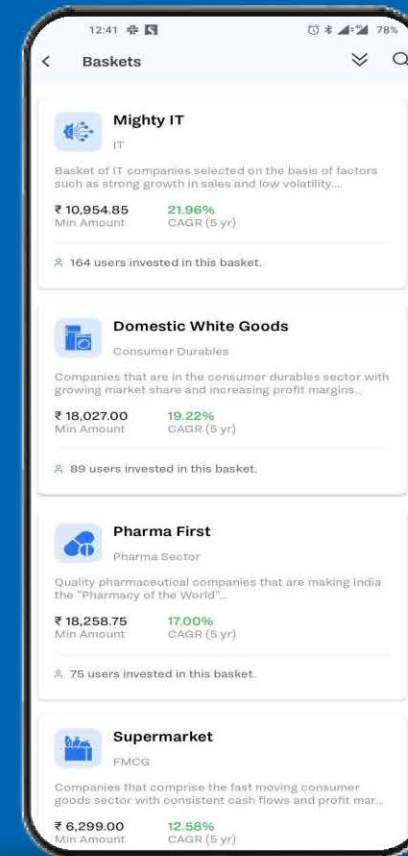 12:41
78%
Baskets
Mighty IT
IT
Basket of IT companies selected on the basis of factors
such as strong growth in sales and low volatility....
₹ 10,954.85 21.96%
Min Amount CAGR (5 yr)
164 users invested in this basket.
Domestic White Goods
Consumer Durables
Companies that are in the consumer durables sector with
growing market share and increasing profit margins...
₹ 18,027.00 19.22%
Min Amount CAGR (5 yr)
89 users invested in this basket.
Pharma First
Pharma Sector
Quality pharmaceutical companies that are making India
the "Pharmacy of the World"...
₹ 18,258.75 17.00%
Min Amount CAGR (5 yr)
75 users invested in this basket.
Supermarket
FMCG
Companies that comprise the fast moving consumer
goods sector with consistent cash flows and profit mar...
₹ 6,299.00 12.58%
Min Amount CAGR (5 yr)